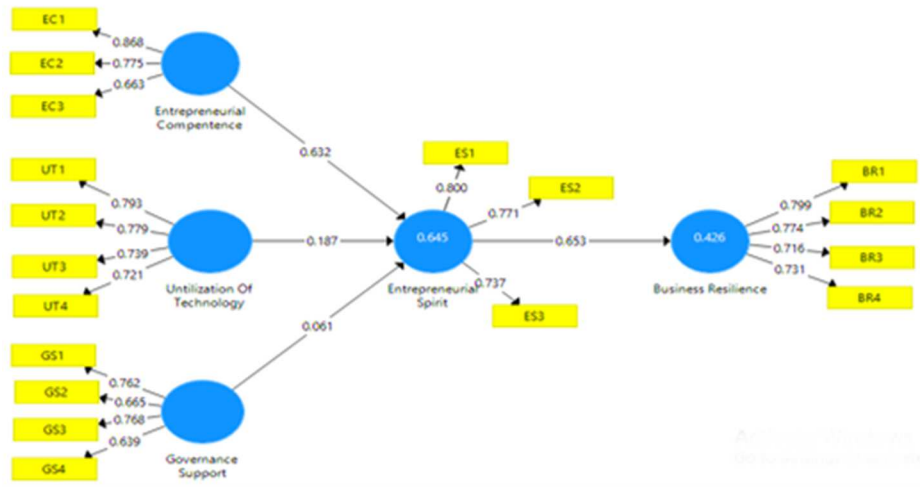 EC1
0.868
EC2
0.775
EC3
0.663
Entrepreneurial
Compentence
0.632
UT1
0.793
UT2
0.779
UT3
0.739
UT4
0.721
Untilization Of
Technology
0.187
GS1
0.762
GS2
0.665
GS3
0.768
GS4
0.639
Governance
Support
0.061
ES1
0.800
ES2
0.771
ES3
0.737
0.645
Entrepreneurial
Spirit
0.653
0.426
Business Resilience
BR1
0.799
BR2
0.774
BR3
0.716
BR4
0.731